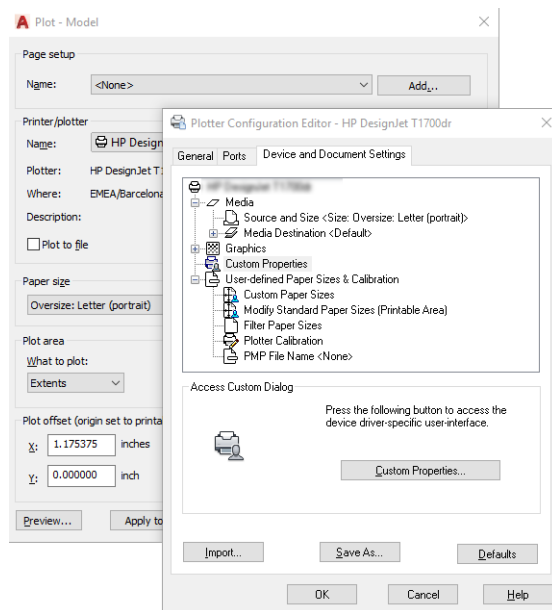 Plot - Model
Page setup
Name:
<None>
Add...
Printer/plotter
Name:
HP Design
Plotter:
HP DesignJet T1
Where:
EMEA/Barcelona
Description:
Plot to file
Paper size
Oversize: Letter (portrait)
Plot area
What to plot:
Extents
Plot offset (origin set to printa
X:
1.175375
inches
Y:
0.000000
inch
Preview...
Apply to
Plotter Configuration Editor - HP DesignJet T1700dr
General
Ports
Device and Document Settings
HP DesignJet T1700dr
Media
Source and Size <Size: Oversize: Letter (portrait)>
Media Destination <Default>
Graphics
Custom Properties
User-defined Paper Sizes & Calibration
Custom Paper Sizes
Modify Standard Paper Sizes (Printable Area)
Filter Paper Sizes
Plotter Calibration
PMP File Name <None>
Access Custom Dialog
Press the following button to access the
device driver-specific user-interface.
Custom Properties...
Import...
Save As...
Defaults
OK
Cancel
Help